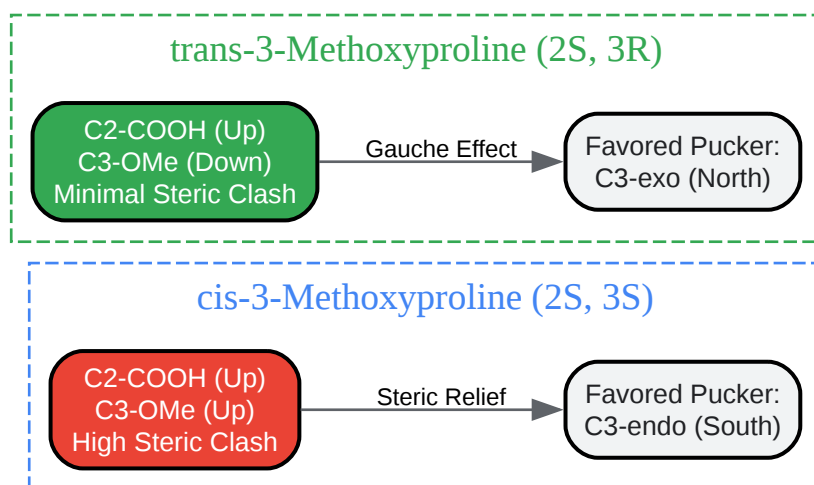 trans-3-Methoxyproline (2S, 3R)
C2-COOH (Up)
C3-OMe (Down)
Minimal Steric Clash
Gauche Effect
Favored Pucker:
C3-exo (North)
cis-3-Methoxyproline (2S, 3S)
C2-COOH (Up)
C3-OMe (Up)
High Steric Clash
Steric Relief
Favored Pucker:
C3-endo (South)